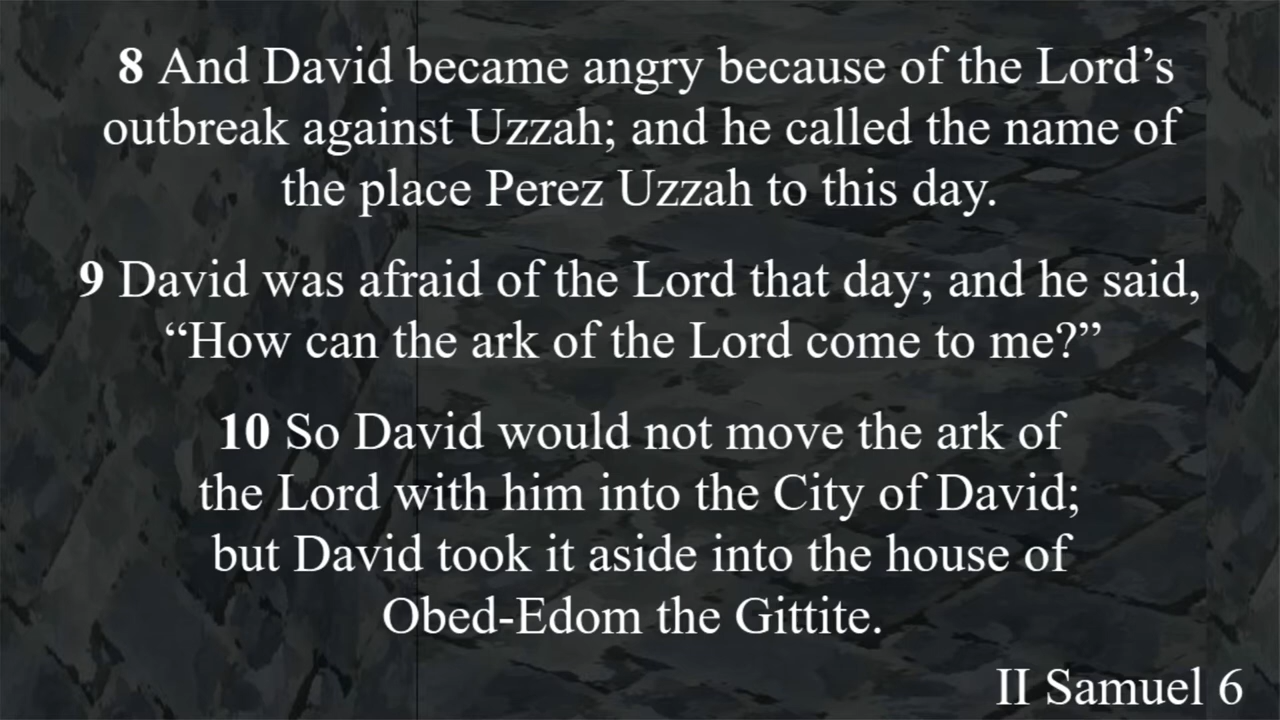 8 And David became angry because of the Lord’s
outbreak against Uzzah; and he called the name of
the place Perez Uzzah to this day.
9 David was afraid of the Lord that day; and he said,
“How can the ark of the Lord come to me?”
10 So David would not move the ark of
the Lord with him into the City of David;
but David took it aside into the house of
Obed-Edom the Gittite.
II Samuel 6